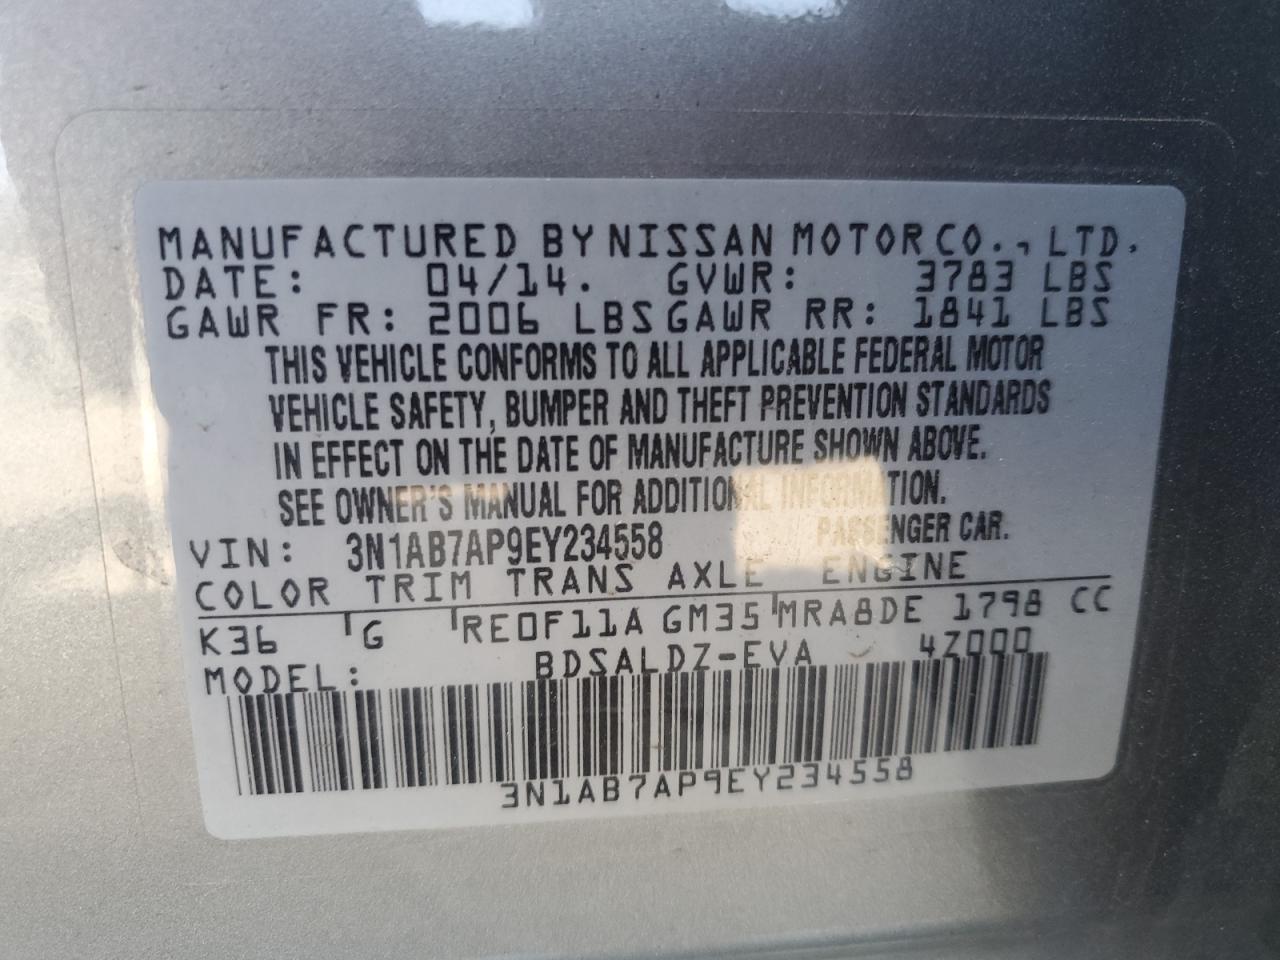 MANUFACTURED BY NISSAN MOTOR CO., LTD.
DATE: 04/14. GVWR: 3783 LBS
GAWR FR: 2006 LBS GAWR RR: 1841 LBS
THIS VEHICLE CONFORMS TO ALL APPLICABLE FEDERAL MOTOR
VEHICLE SAFETY, BUMPER AND THEFT PREVENTION STANDARDS
IN EFFECT ON THE DATE OF MANUFACTURE SHOWN ABOVE.
SEE OWNER'S MANUAL FOR ADDITIONAL INFORMATION.
VIN: 3N1AB7AP9EY234558 PASSENGER CAR.
COLOR TRIM TRANS AXLE ENGINE
K36 G RE0F11A GM35 MRA8DE 1798 CC
MODEL: BDSALDZ-EVA 4Z000
3N1AB7AP9EY234558